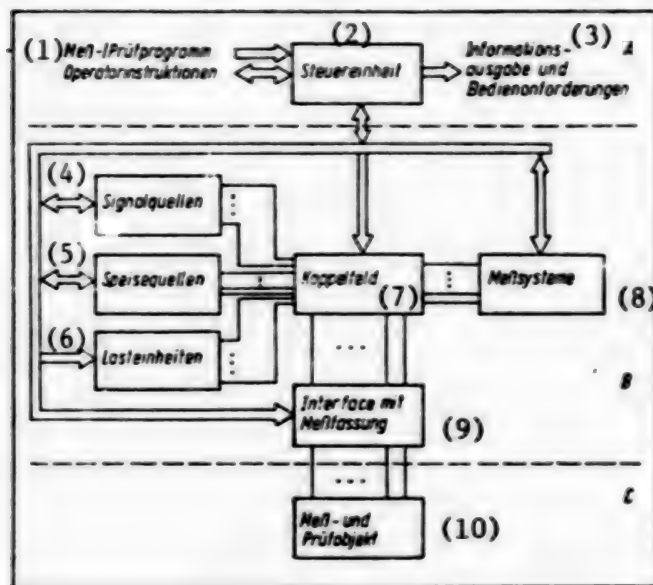 (2)
(3)
(1) Meß-/Prüfprogramm
Operatorinstruktionen
Steuereinheit
Informations-
ausgabe und
Bedienanforderungen
A
(4)
Signalquellen
(5)
Speisequellen
Koppelfeld
(7)
Meßsysteme
(8)
(6)
Lasteinheiten
B
Interface mit
Meßfassung
(9)
C
Meß- und
Prüfobjekt
(10)